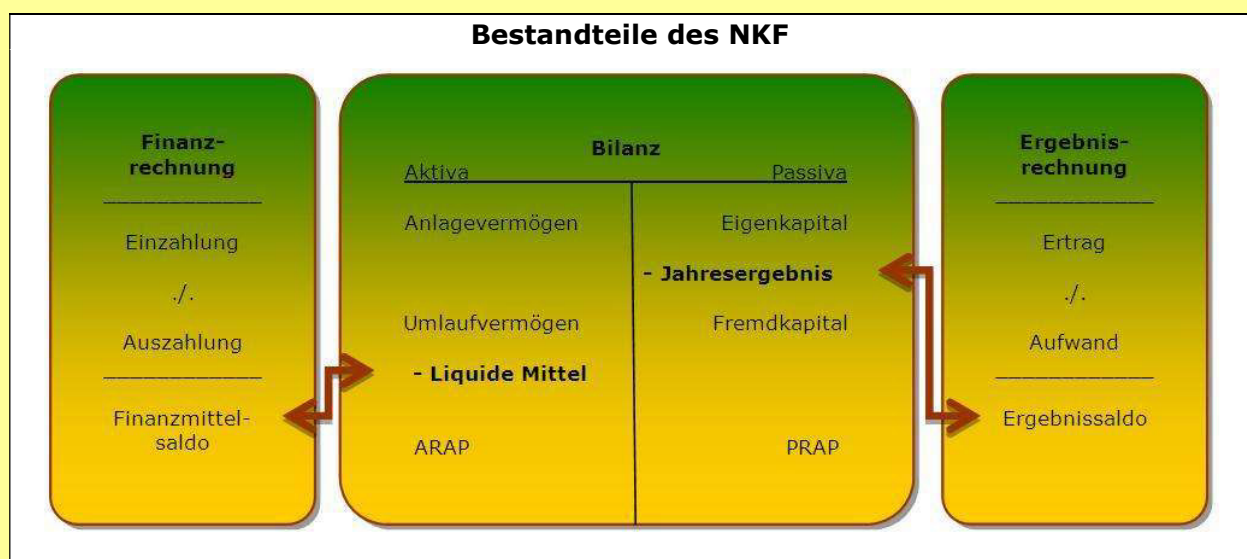 Bestandteile des NKF
Finanz-
rechnung
Einzahlung
./.
Auszahlung
Finanzmittel-
saldo
Bilanz
Aktiva Passiva
Anlagevermögen Eigenkapital
- Jahresergebnis
Umlaufvermögen Fremdkapital
- Liquide Mittel
ARAP PRAP
Ergebnis-
rechnung
Ertrag
./.
Aufwand
Ergebnissaldo